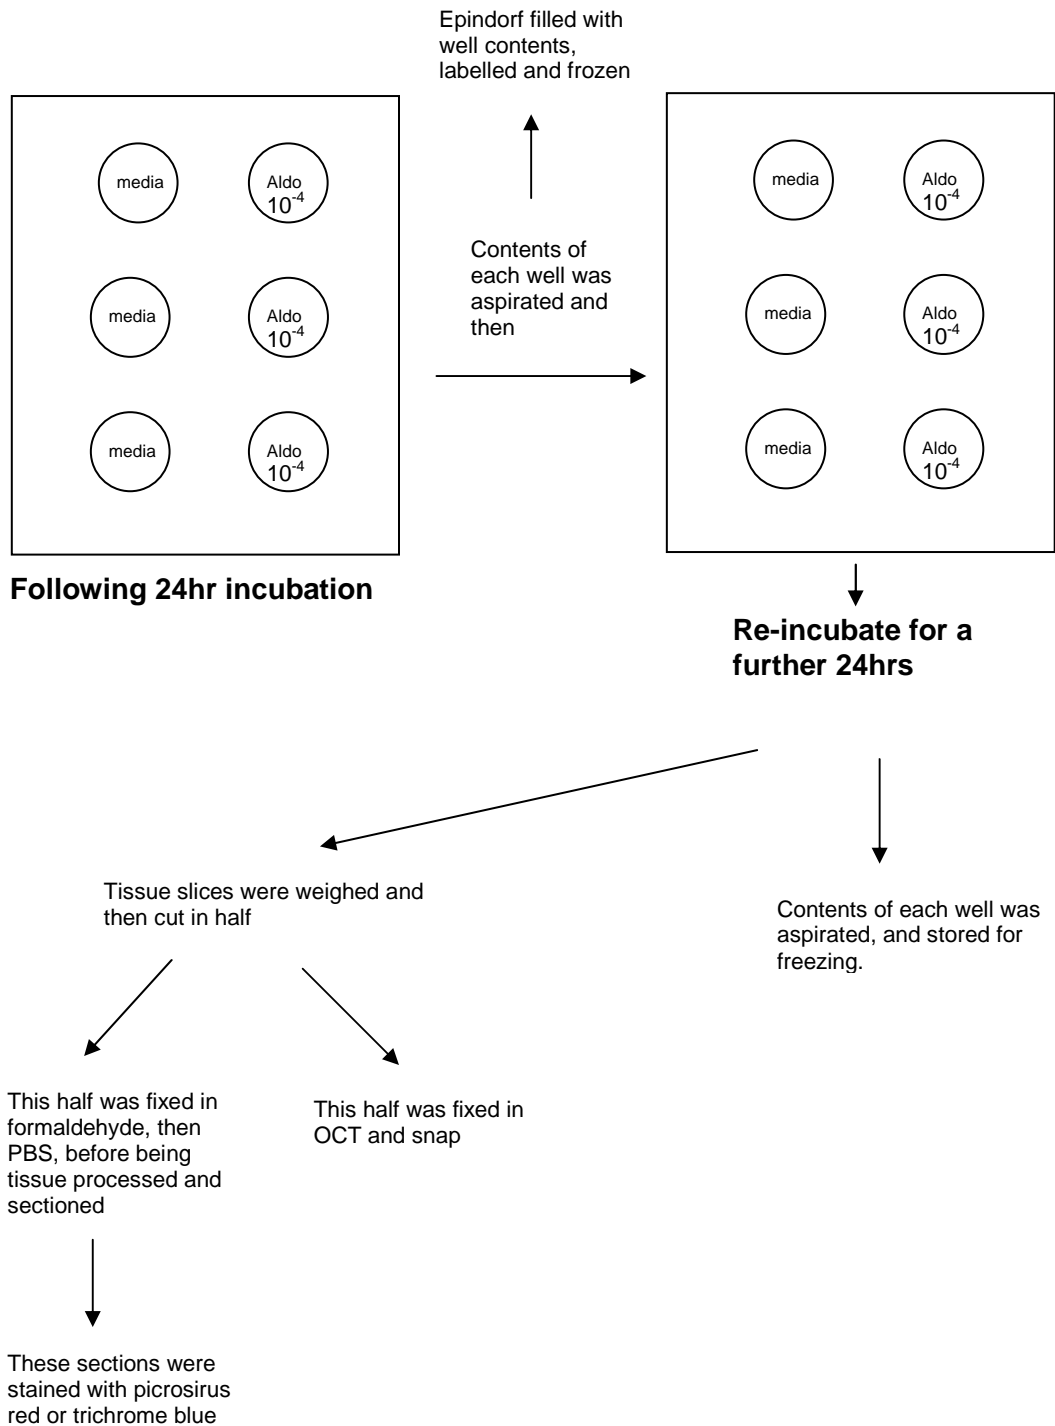 Epindorf filled with
well contents,
labelled and frozen
media
Aldo
10⁻⁴
media
Aldo
10⁻⁴
media
Aldo
10⁻⁴
Following 24hr incubation
Contents of
each well was
aspirated and
then
media
Aldo
10⁻⁴
media
Aldo
10⁻⁴
media
Aldo
10⁻⁴
Re-incubate for a
further 24hrs
Tissue slices were weighed and
then cut in half
Contents of each well was
aspirated, and stored for
freezing.
This half was fixed in
formaldehyde, then
PBS, before being
tissue processed and
sectioned
This half was fixed in
OCT and snap
These sections were
stained with picrosirus
red or trichrome blue